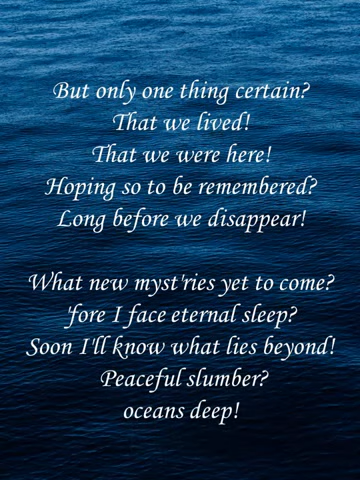 But only one thing certain?
That we lived!
That we were here!
Hoping so to be remembered?
Long before we disappear!
What new myst'ries yet to come?
'fore I face eternal sleep?
Soon I'll know what lies beyond!
Peaceful slumber?
oceans deep!